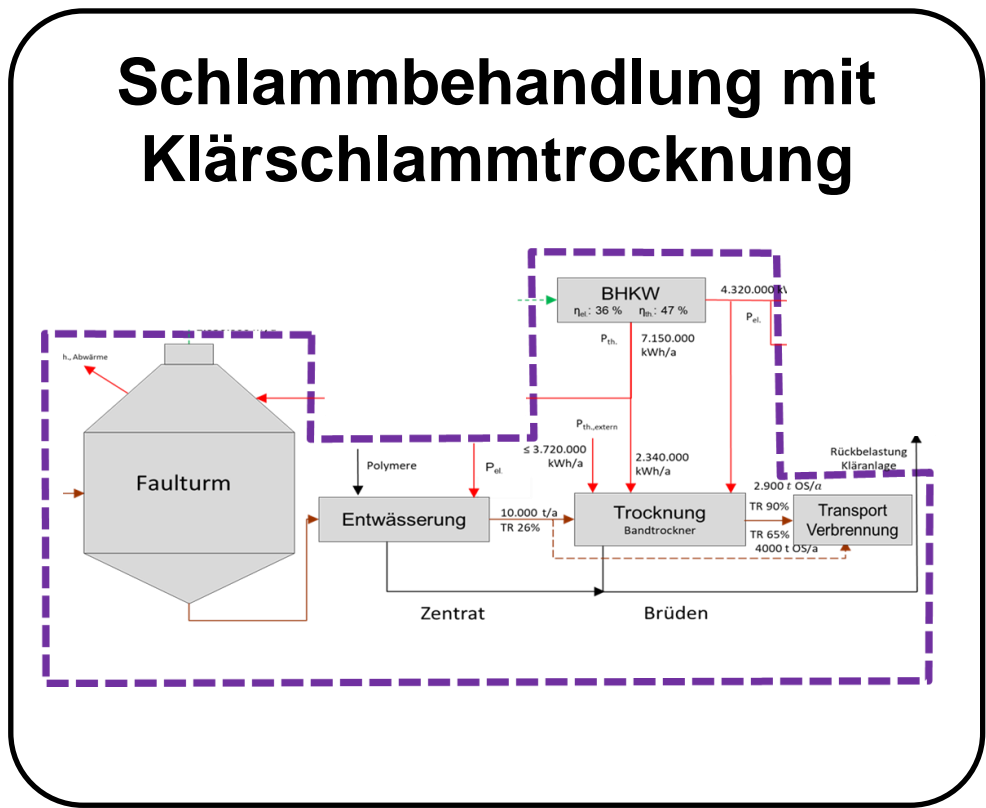 Schlammbehandlung mit
Klärschlammtrocknung
BHKW
ηel.: 36 % ηth.: 47 %
4.320.000
Pel.
Pth.
7.150.000
kWh/a
h., Abwärme
Faulturm
Polymere
Pel.
Pth.,extern
≤ 3.720.000
kWh/a
2.340.000
kWh/a
Rückbelastung
Kläranlage
2.900 t OS/a
Entwässerung
10.000 t/a
TR 26%
Trocknung
Bandtrockner
TR 90%
TR 65%
4000 t OS/a
Transport
Verbrennung
Zentrat
Brüden